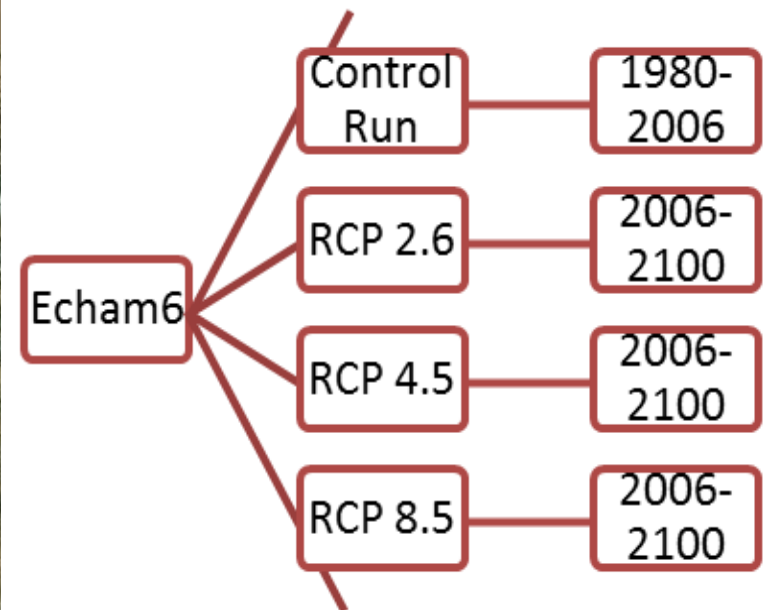 Echam6
Control
Run
1980-
2006
RCP 2.6
2006-
2100
RCP 4.5
2006-
2100
RCP 8.5
2006-
2100